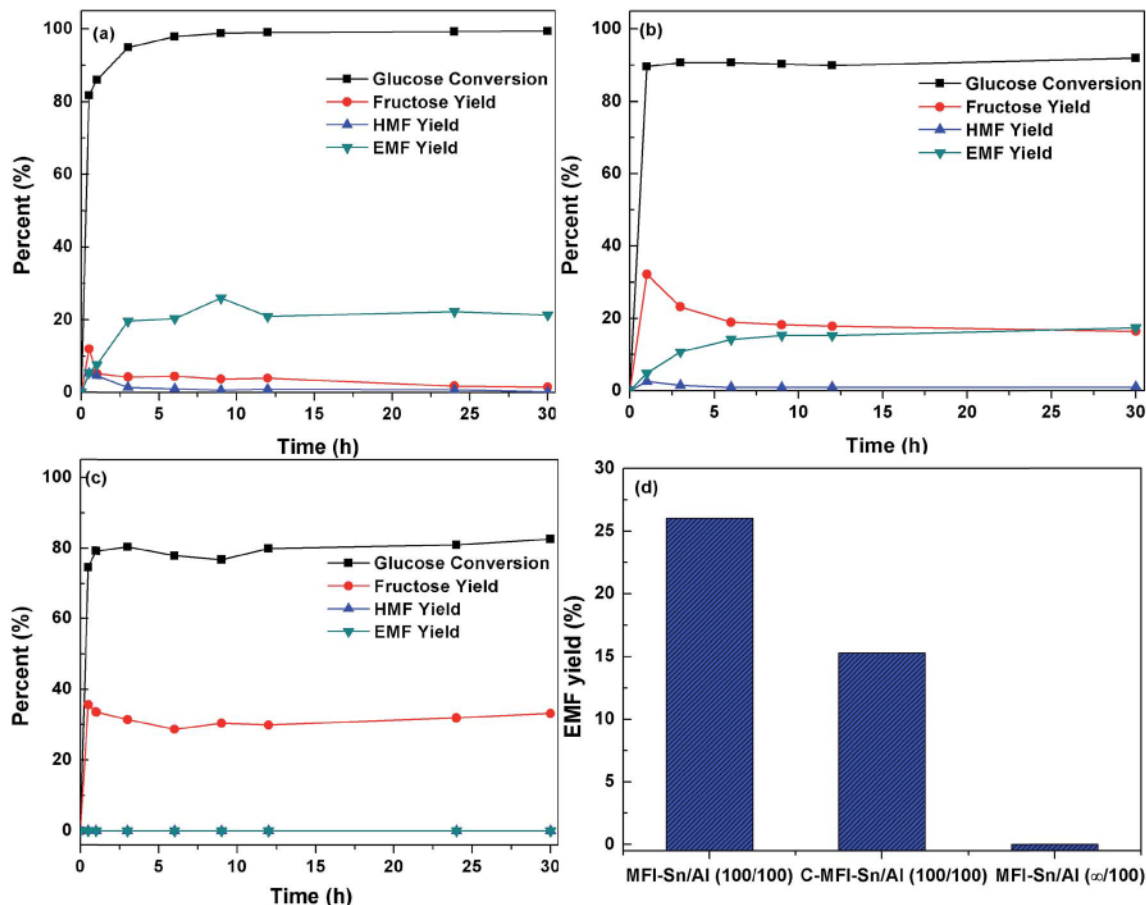 (a)
Glucose Conversion
Fructose Yield
HMF Yield
EMF Yield
Percent (%)
100
80
60
40
20
0
0 5 10 15 20 25 30
Time (h)
(b)
Glucose Conversion
Fructose Yield
HMF Yield
EMF Yield
Percent (%)
100
80
60
40
20
0
0 5 10 15 20 25 30
Time (h)
(c)
Glucose Conversion
Fructose Yield
HMF Yield
EMF Yield
Percent (%)
100
80
60
40
20
0
0 5 10 15 20 25 30
Time (h)
(d)
EMF yield (%)
30
25
20
15
10
5
0
MFI-Sn/Al (100/100) C-MFI-Sn/Al (100/100) MFI-Sn/Al (∞/100)